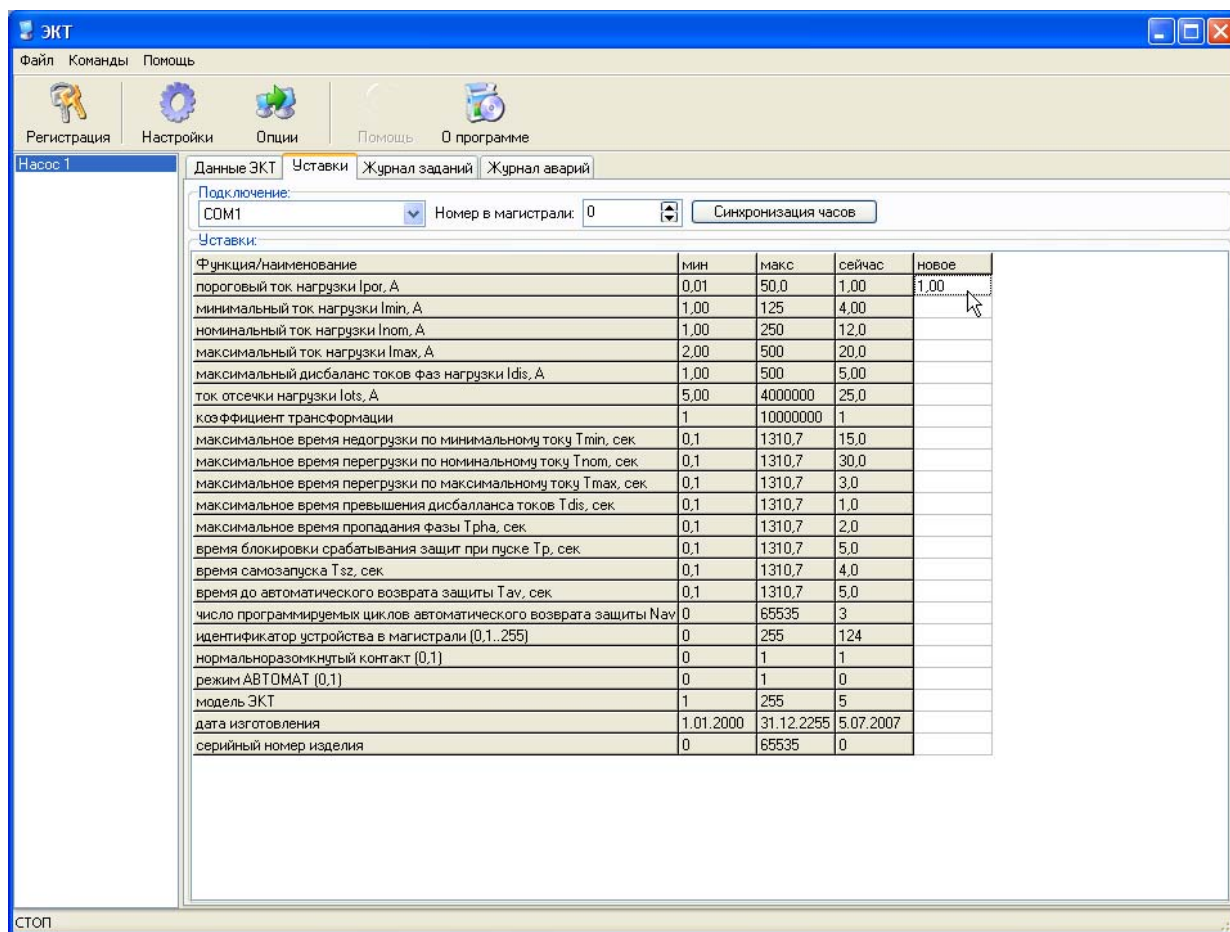 ЭКТ
Файл Команды Помощь
Регистрация Настройки Опции Помощь О программе
Насос 1
Данные ЭКТ Уставки Журнал заданий Журнал аварий
Подключение:
COM1 Номер в магистрали: 0 Синхронизация часов
Уставки:
Функция/наименование мин макс сейчас новое
пороговый ток нагрузки Ipor, А 0,01 50,0 1,00 1,00
минимальный ток нагрузки Imin, А 1,00 125 4,00
номинальный ток нагрузки Inom, А 1,00 250 12,0
максимальный ток нагрузки Imax, А 2,00 500 20,0
максимальный дисбаланс токов фаз нагрузки Idis, А 1,00 500 5,00
ток отсечки нагрузки Iots, А 5,00 4000000 25,0
коэффициент трансформации 1 10000000 1
максимальное время недогрузки по минимальному току Tmin, сек 0,1 1310,7 15,0
максимальное время перегрузки по номинальному току Tnom, сек 0,1 1310,7 30,0
максимальное время перегрузки по максимальному току Tmax, сек 0,1 1310,7 3,0
максимальное время превышения дисбалланса токов Tdis, сек 0,1 1310,7 1,0
максимальное время пропадания фазы Tpha, сек 0,1 1310,7 2,0
время блокировки срабатывания защит при пуске Tp, сек 0,1 1310,7 5,0
время самозапуска Tsz, сек 0,1 1310,7 4,0
время до автоматического возврата защиты Tav, сек 0,1 1310,7 5,0
число программируемых циклов автоматического возврата защиты Nav 0 65535 3
идентификатор устройства в магистрали (0,1..255) 0 255 124
нормальноразомкнутый контакт (0,1) 0 1 1
режим АВТОМАТ (0,1) 0 1 0
модель ЭКТ 1 255 5
дата изготовления 1.01.2000 31.12.2255 5.07.2007
серийный номер изделия 0 65535 0
СТОП